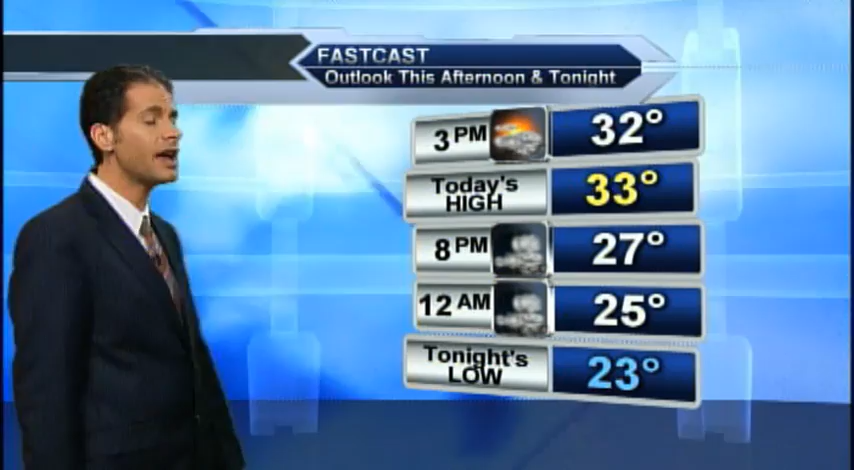 FASTCAST
Outlook This Afternoon & Tonight
3 PM 32°
Today's
HIGH 33°
8 PM 27°
12 AM 25°
Tonight's
LOW 23°